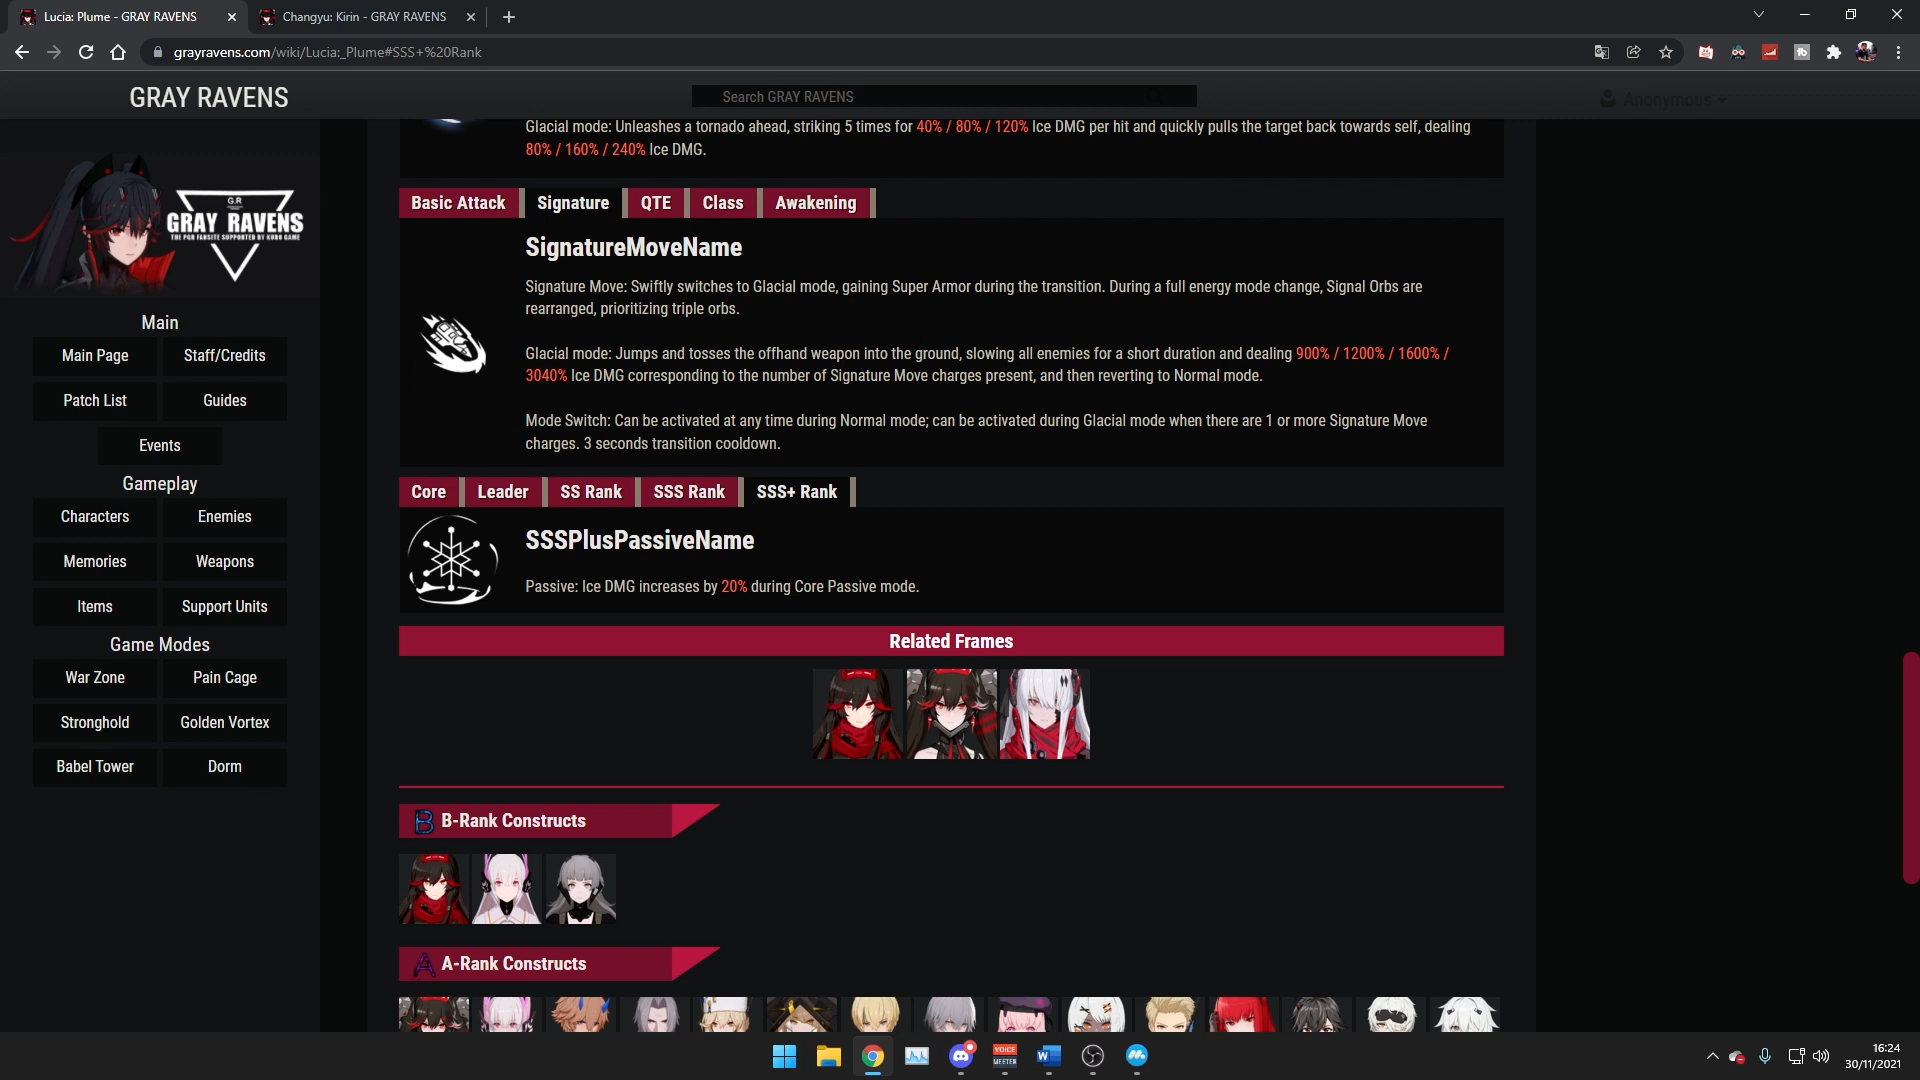 Lucia: Plume - GRAY RAVENS
Changyu: Kirin - GRAY RAVENS
grayravens.com/wiki/Lucia:_Plume#SSS+%20Rank
GRAY RAVENS
Search GRAY RAVENS
Anonymous
G.R
GRAY RAVENS
THE PGR FANSITE SUPPORTED BY KURO GAME
Main
Main Page
Staff/Credits
Patch List
Guides
Events
Gameplay
Characters
Enemies
Memories
Weapons
Items
Support Units
Game Modes
War Zone
Pain Cage
Stronghold
Golden Vortex
Babel Tower
Dorm
Glacial mode: Unleashes a tornado ahead, striking 5 times for 40% / 80% / 120% Ice DMG per hit and quickly pulls the target back towards self, dealing
80% / 160% / 240% Ice DMG.
Basic Attack
Signature
QTE
Class
Awakening
SignatureMoveName
Signature Move: Swiftly switches to Glacial mode, gaining Super Armor during the transition. During a full energy mode change, Signal Orbs are
rearranged, prioritizing triple orbs.
Glacial mode: Jumps and tosses the offhand weapon into the ground, slowing all enemies for a short duration and dealing 900% / 1200% / 1600% /
3040% Ice DMG corresponding to the number of Signature Move charges present, and then reverting to Normal mode.
Mode Switch: Can be activated at any time during Normal mode; can be activated during Glacial mode when there are 1 or more Signature Move
charges. 3 seconds transition cooldown.
Core
Leader
SS Rank
SSS Rank
SSS+ Rank
SSSPlusPassiveName
Passive: Ice DMG increases by 20% during Core Passive mode.
Related Frames
B B-Rank Constructs
A A-Rank Constructs
VOICE
MEETER
W
16:24
30/11/2021